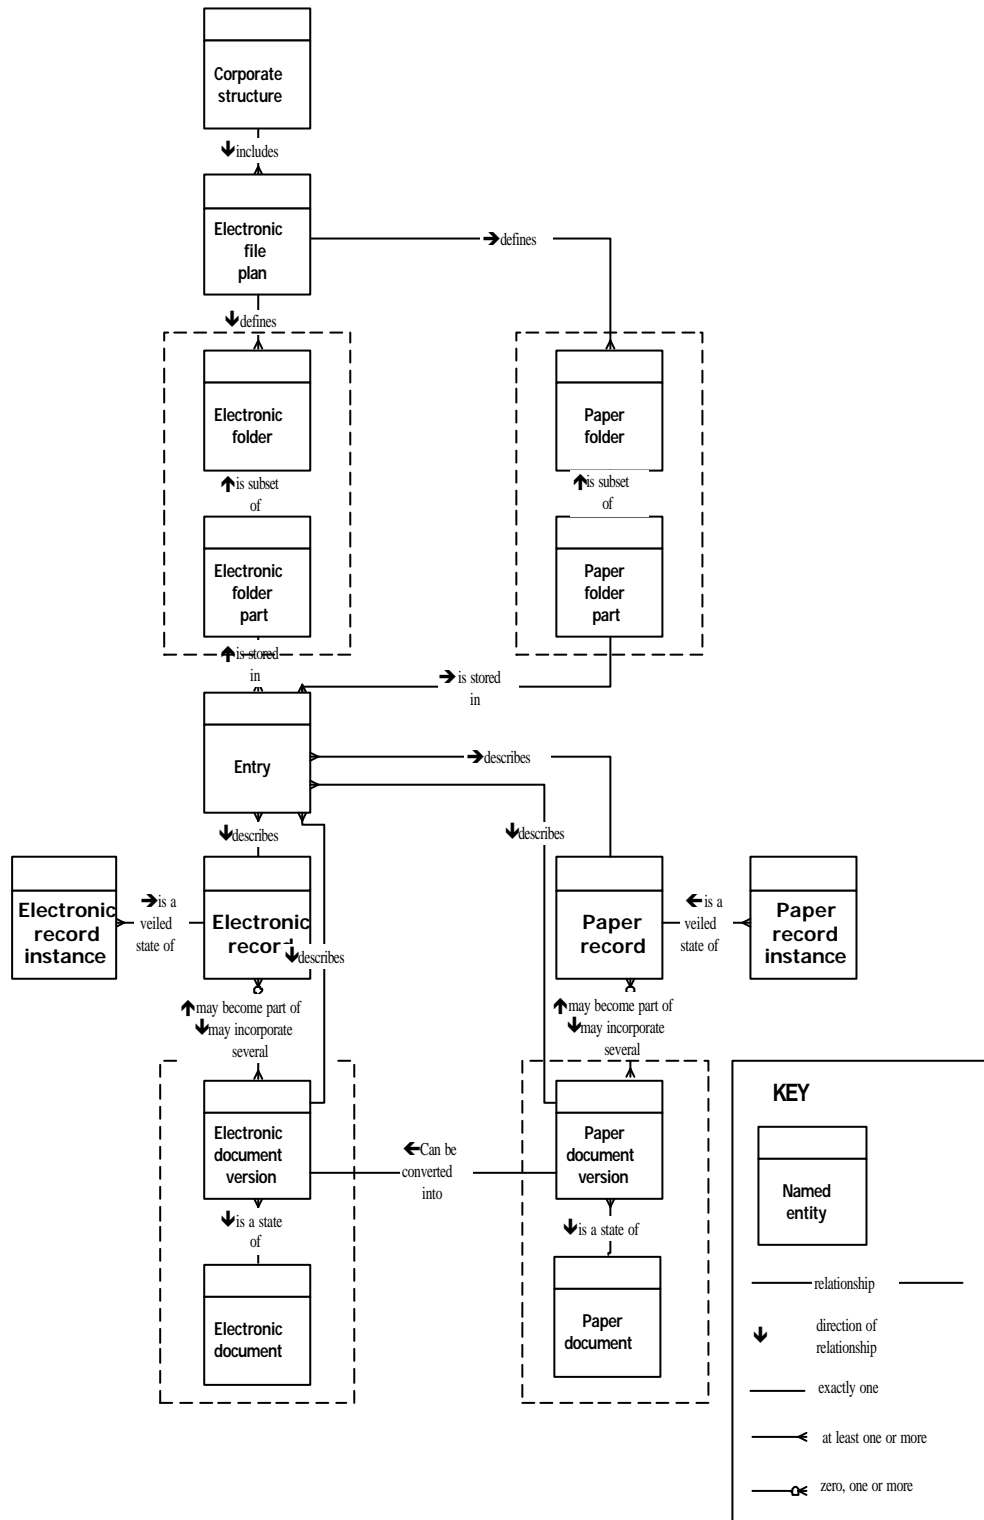 Corporate
structure
↓includes
Electronic
file
plan
→defines
↓defines
Electronic
folder
Paper
folder
↑is subset
of
↑is subset
of
Electronic
folder
part
Paper
folder
part
↑is stored
in
→is stored
in
Entry
→describes
↓describes
↓describes
Electronic
record
instance
→is a
veiled
state of
Electronic
record
↓describes
Paper
record
←is a
veiled
state of
Paper
record
instance
↑may become part of
↓may incorporate
several
↑may become part of
↓may incorporate
several
Electronic
document
version
←Can be
converted
into
Paper
document
version
↓is a state
of
↓is a state of
Electronic
document
Paper
document
KEY
Named
entity
relationship
↓ direction of
relationship
exactly one
at least one or more
zero, one or more